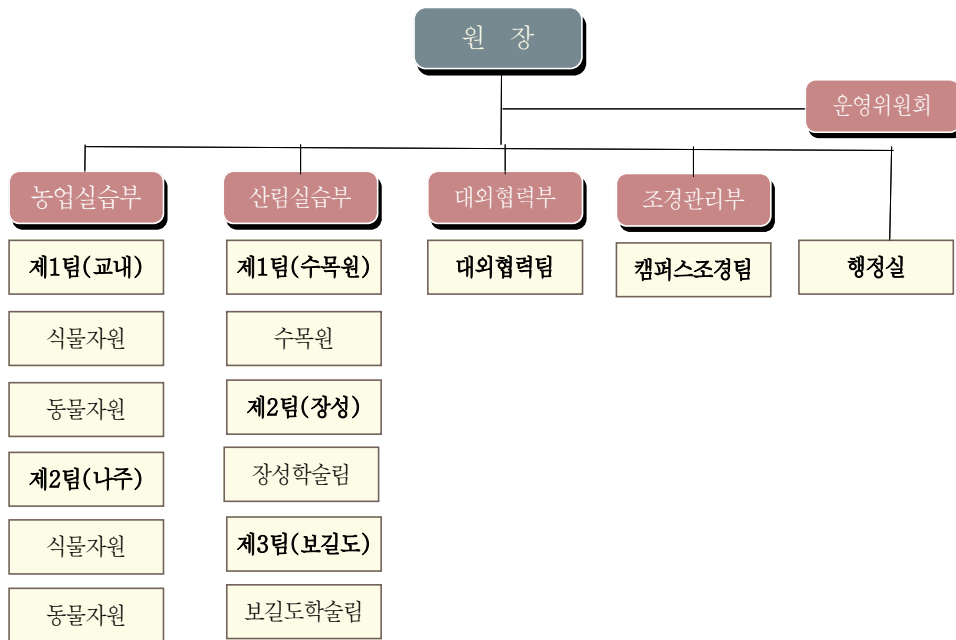 원 장
운영위원회
농업실습부
산림실습부
대외협력부
조경관리부
제1팀(교내)
제1팀(수목원)
대외협력팀
캠퍼스조경팀
행정실
식물자원
수목원
동물자원
제2팀(장성)
제2팀(나주)
장성학술림
식물자원
제3팀(보길도)
동물자원
보길도학술림